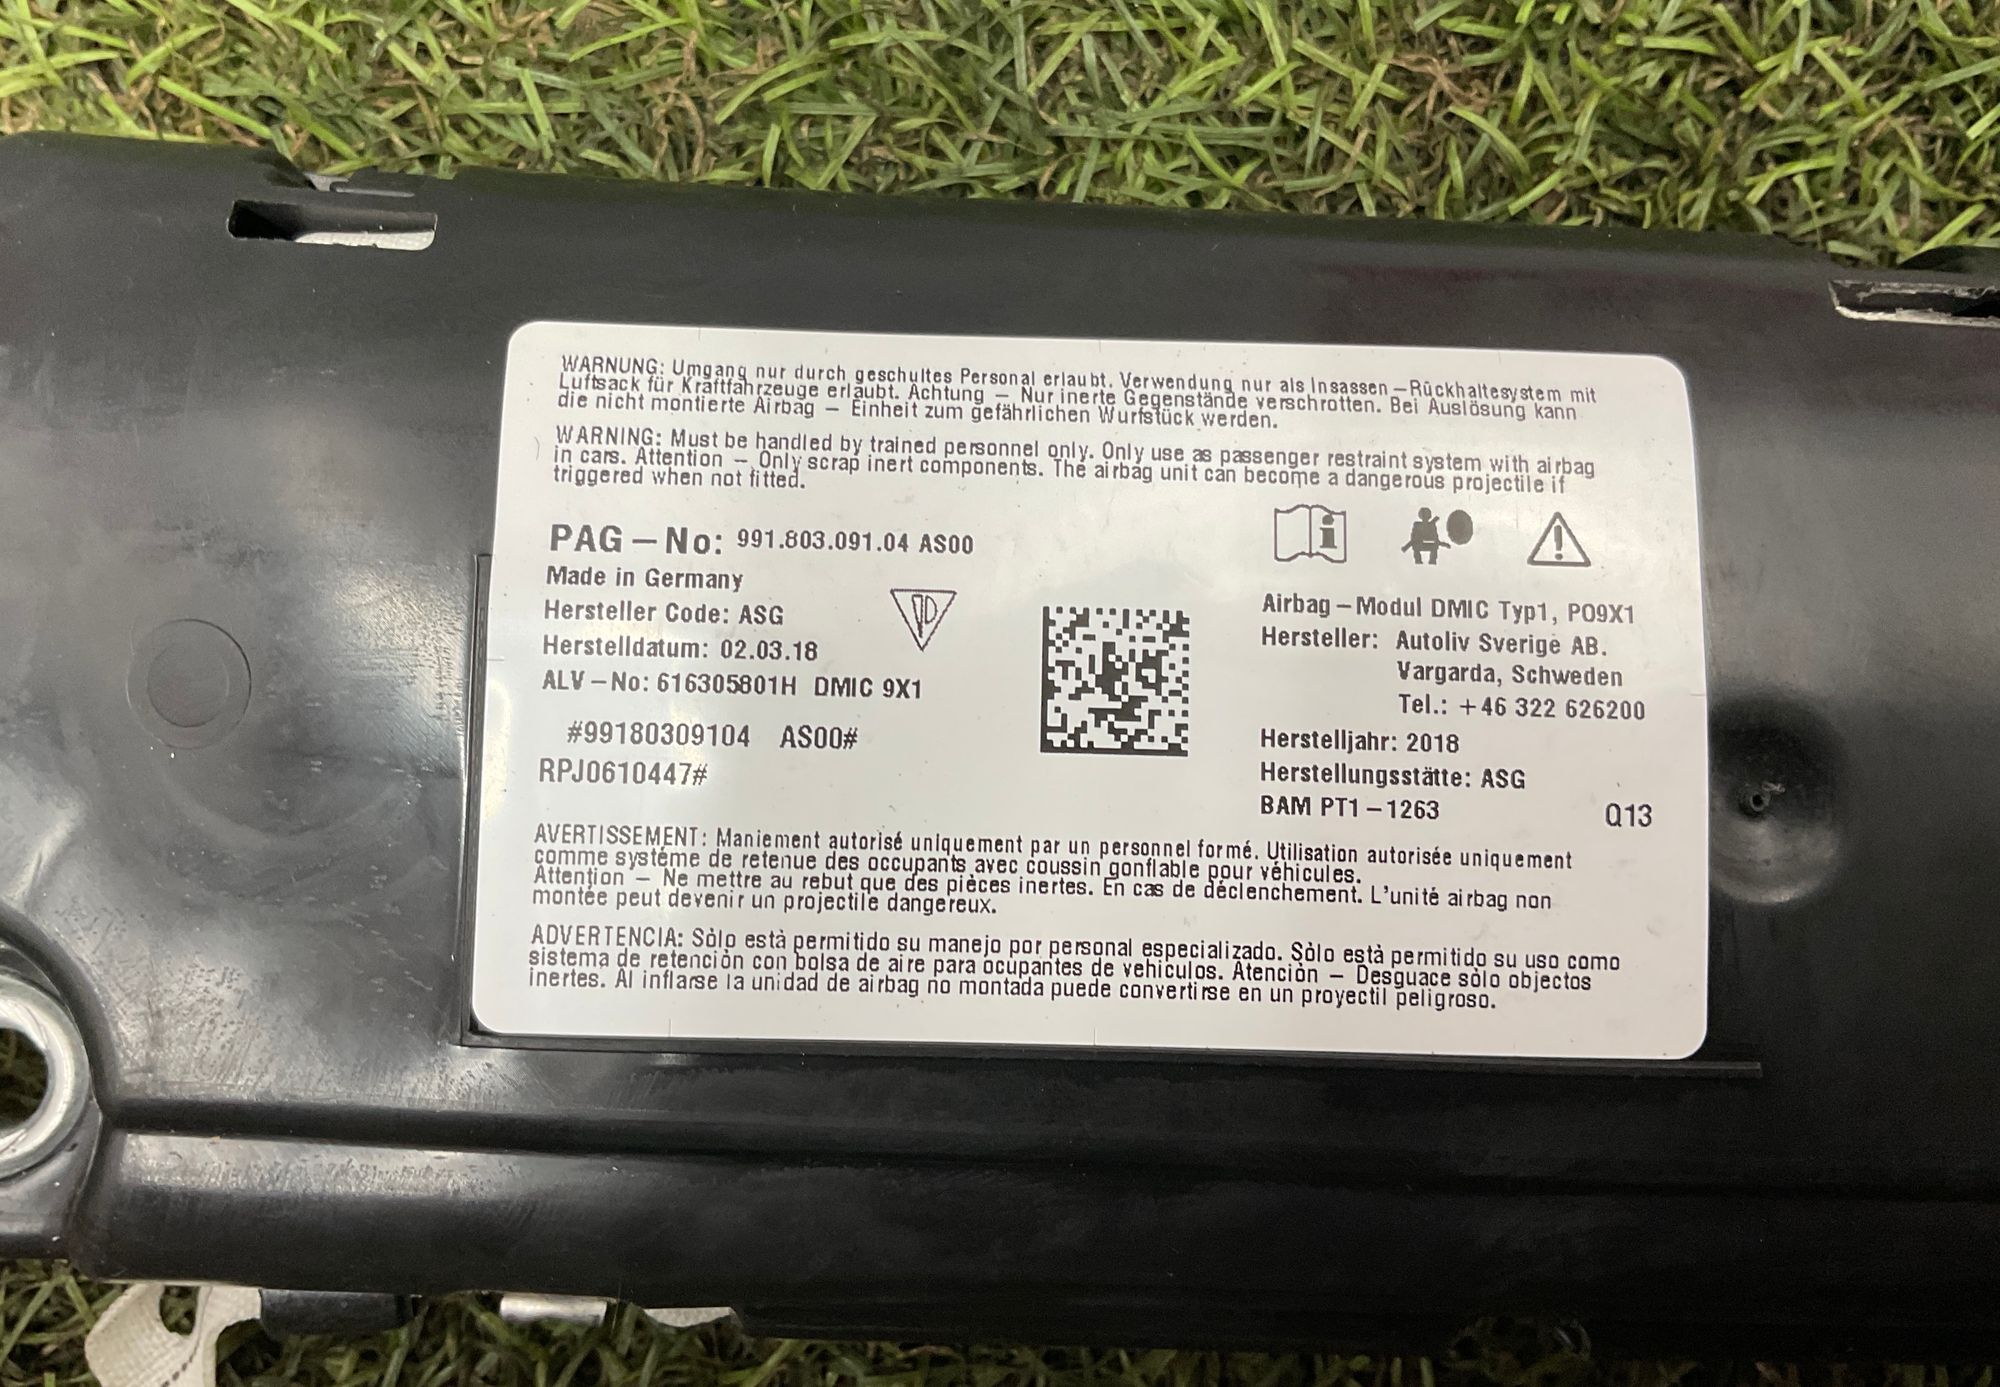 WARNUNG: Umgang nur durch geschultes Personal erlaubt. Verwendung nur als Insassen – Rückhaltesystem mit
Luftsack für Kraftfahrzeuge erlaubt. Achtung – Nur inerte Gegenstände verschrotten. Bei Auslösung kann
die nicht montierte Airbag – Einheit zum gefährlichen Wurfstück werden.
WARNING: Must be handled by trained personnel only. Only use as passenger restraint system with airbag
in cars. Attention – Only scrap inert components. The airbag unit can become a dangerous projectile if
triggered when not fitted.
PAG – No: 991.803.091.04 AS00
Made in Germany
Hersteller Code: ASG
Herstelldatum: 02.03.18
ALV – No: 616305801H DMIC 9X1
#99180309104 AS00#
RPJ0610447#
Airbag – Modul DMIC Typ1, PO9X1
Hersteller: Autoliv Sverige AB.
Vargarda, Schweden
Tel.: +46 322 626200
Herstelljahr: 2018
Herstellungsstätte: ASG
BAM PT1 – 1263 Q13
AVERTISSEMENT: Maniement autorisé uniquement par un personnel formé. Utilisation autorisée uniquement
comme systéme de retenue des occupants avec coussin gonflable pour véhicules.
Attention – Ne mettre au rebut que des pièces inertes. En cas de déclenchement. L'unité airbag non
montée peut devenir un projectile dangereux.
ADVERTENCIA: Sòlo està permitido su manejo por personal especializado. Sòlo està permitido su uso como
sistema de retenciòn con bolsa de aire para ocupantes de vehiculos. Atenciòn – Desguace sòlo objectos
inertes. Al inflarse la unidad de airbag no montada puede convertirse en un proyectil peligroso.